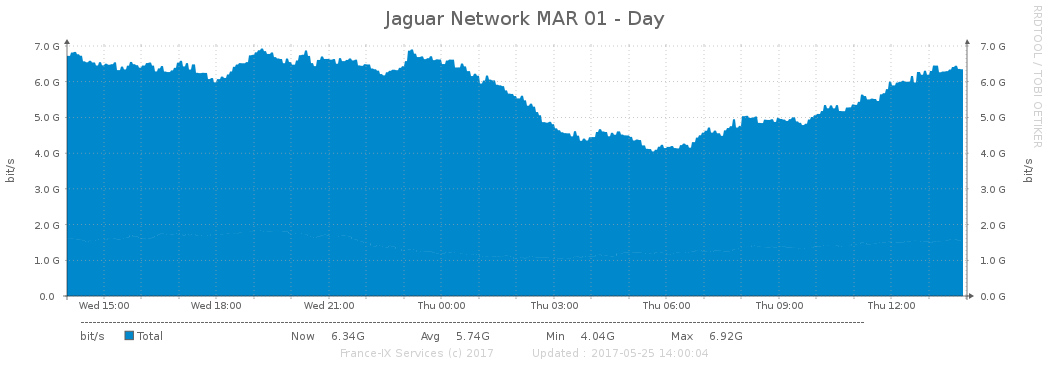 Jaguar Network MAR 01 - Day
RRDTOOL / TOBI OETIKER
7.0 G 7.0 G
6.0 G 6.0 G
5.0 G 5.0 G
4.0 G 4.0 G
3.0 G 3.0 G
2.0 G 2.0 G
1.0 G 1.0 G
0.0 0.0 G
bit/s bit/s
Wed 15:00 Wed 18:00 Wed 21:00 Thu 00:00 Thu 03:00 Thu 06:00 Thu 09:00 Thu 12:00
bit/s Total Now 6.34G Avg 5.74G Min 4.04G Max 6.92G
France-IX Services (c) 2017 Updated : 2017-05-25 14:00:04